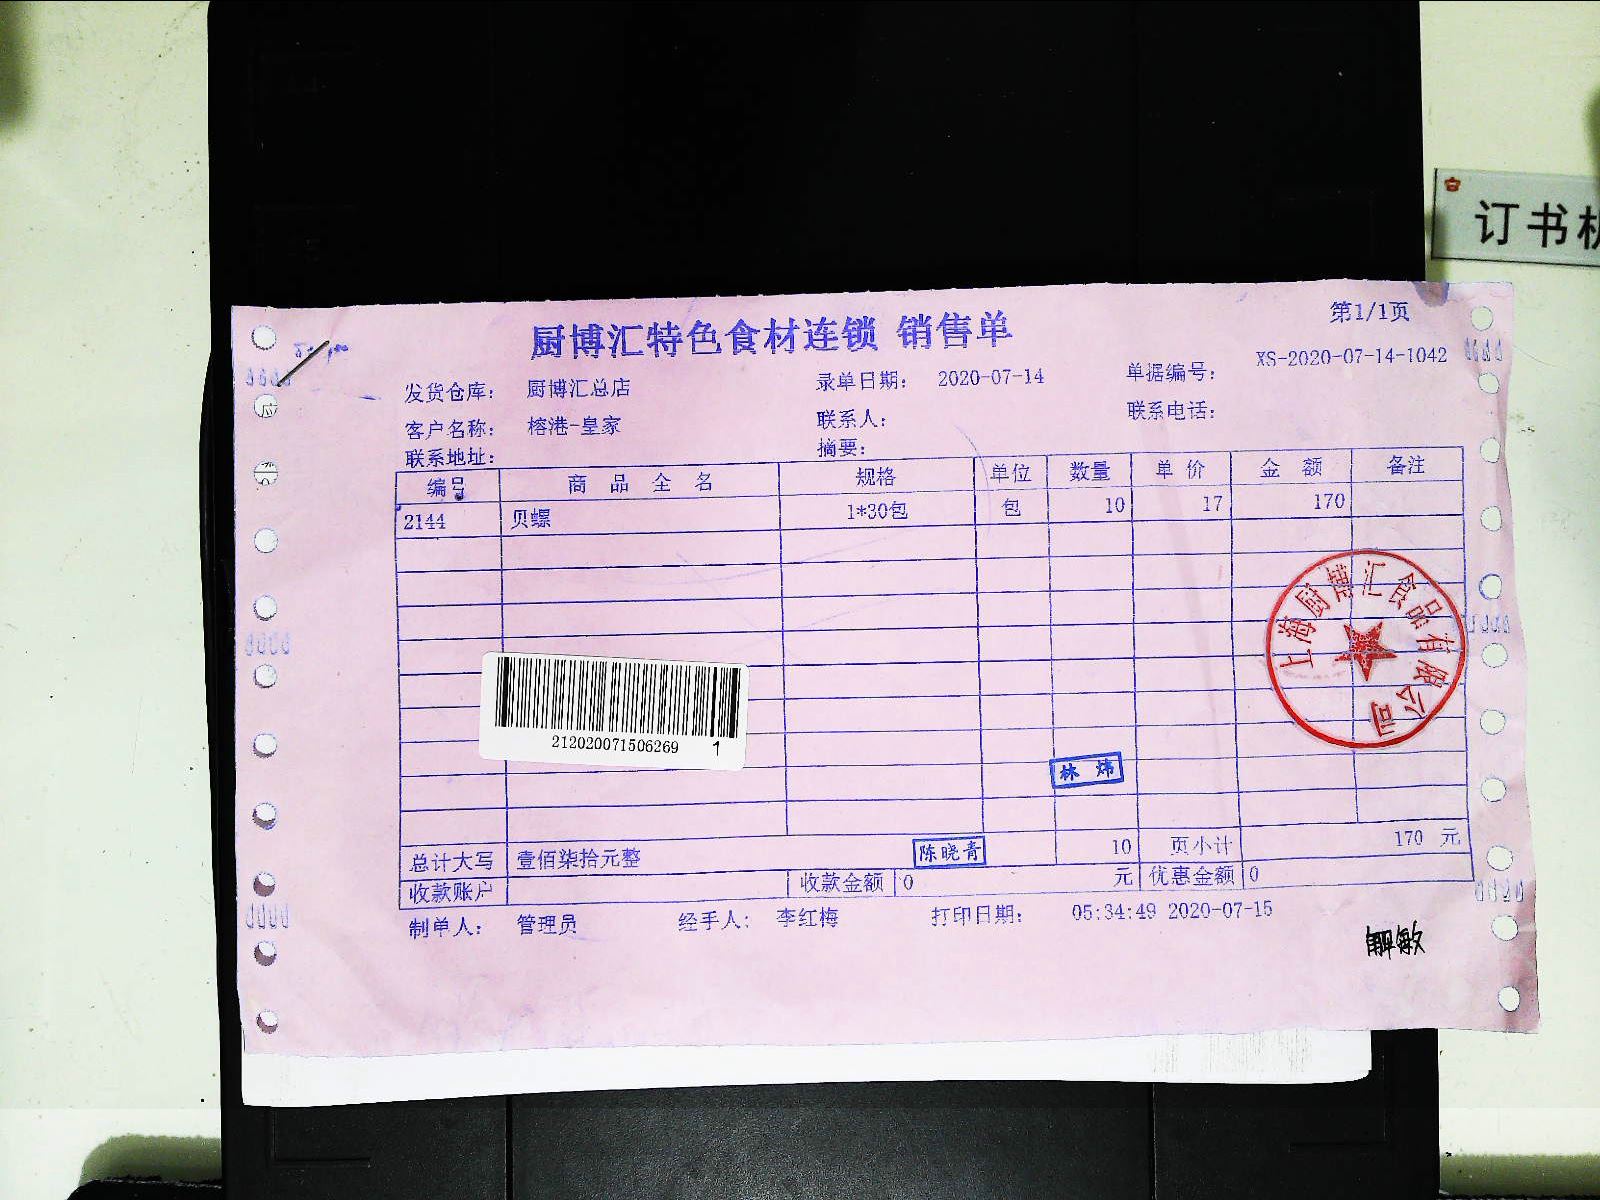 订书机
第1/1页
厨博汇特色食材连锁 销售单
发货仓库: 厨博汇总店 录单日期: 2020-07-14 单据编号: XS-2020-07-14-1042
客户名称: 榕港-皇家 联系人: 联系电话:
联系地址: 摘要:
编号 商品全名 规格 单位 数量 单价 金额 备注
2144 贝螺 1*30包 包 10 17 170
上海厨博汇食品有限公司
212020071506269 1
林炜
总计大写 壹佰柒拾元整 陈晓青 10 页小计 170 元
收款账户 收款金额 0 元 优惠金额 0
制单人: 管理员 经手人: 李红梅 打印日期: 05:34:49 2020-07-15
解敏